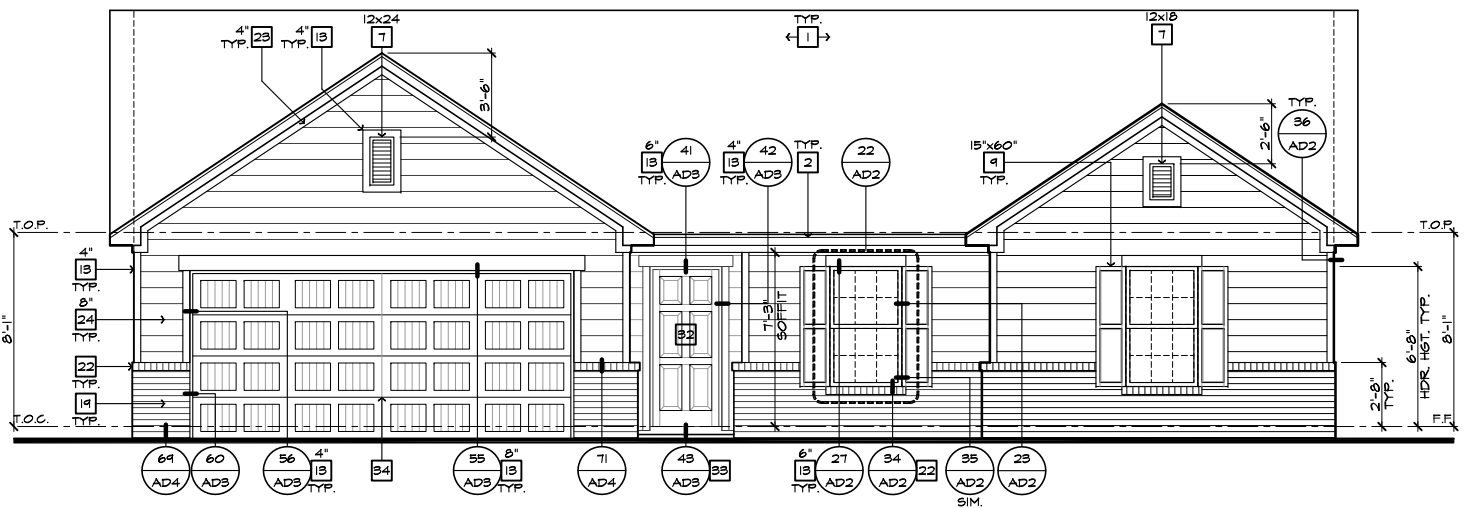 4" 23 TYP.
4" 13 TYP.
12x24
7
3'-6"
TYP.
1
12x18
7
2'-6"
TYP.
36
AD2
6" 13 TYP.
41
AD3
4" 13 TYP.
42
AD3
TYP.
2
22
AD2
15"x60"
9
TYP.
T.O.P.
T.O.P.
4"
13
TYP.
8"
24
TYP.
22
TYP.
19
TYP.
8'-1"
T.O.C.
32
7'-3"
SOFFIT
2'-8"
TYP.
6'-8"
HDR. HGT. TYP.
8'-1"
F.F.
69
AD4
60
AD3
56
AD3
4"
13
TYP.
34
55
AD3
8"
13
TYP.
71
AD4
43
AD3
33
6"
13
TYP.
27
AD2
34
AD2
22
35
AD2
SIM.
23
AD2